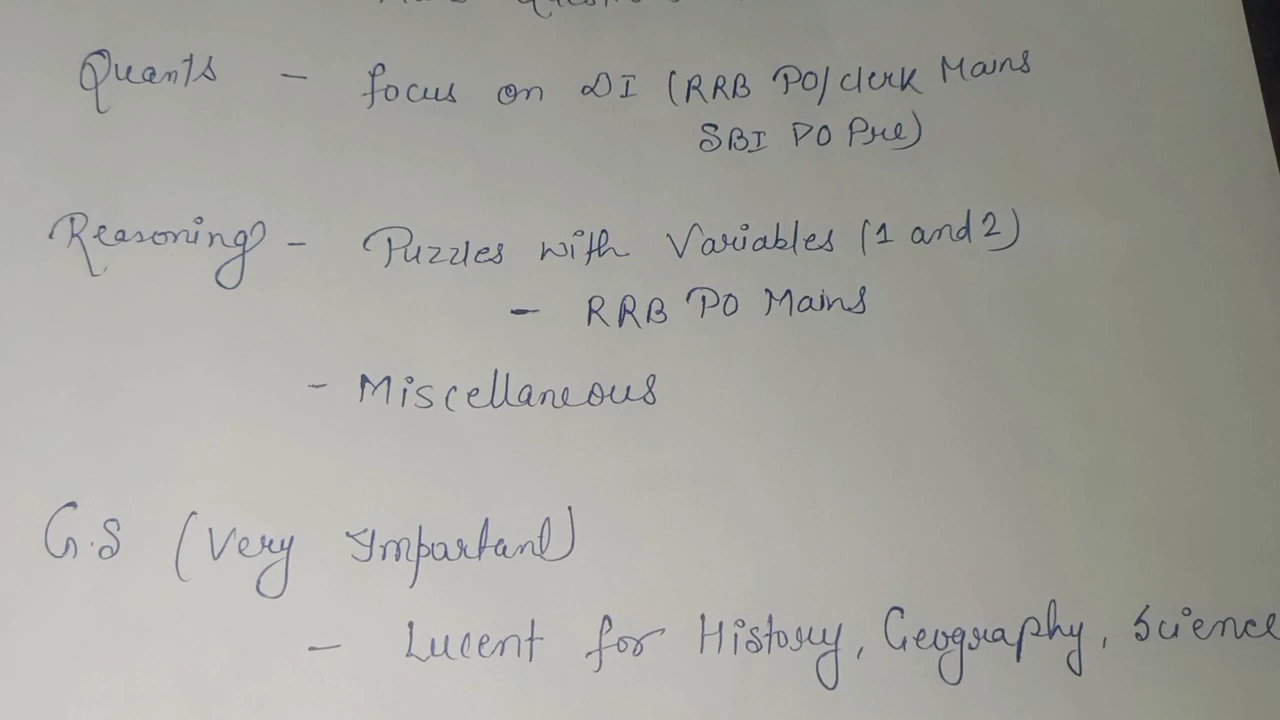 Quants - focus on DI (RRB PO/clerk Mains
SBI PO Pre)
Reasoning - Puzzles with Variables (1 and 2)
- RRB PO Mains
- Miscellaneous
G.S (Very Important)
- Lucent for History, Geography, Science